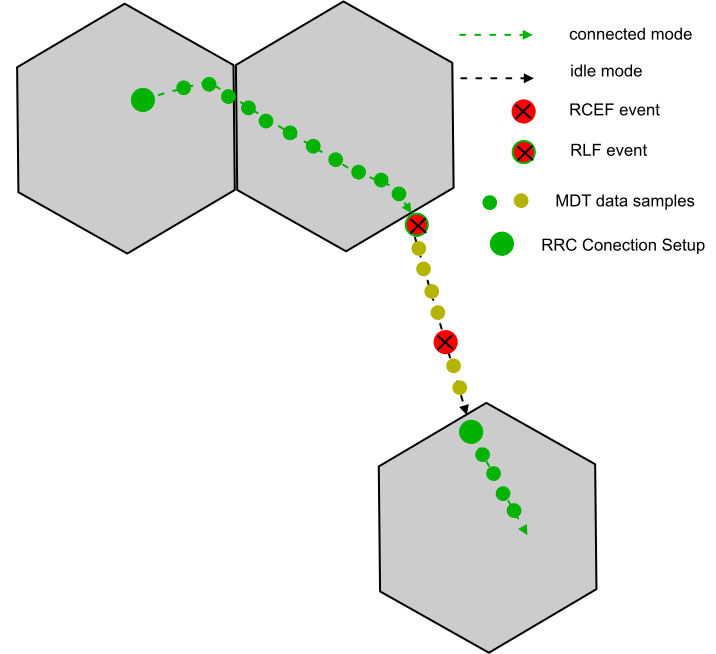 connected mode
idle mode
RCEF event
RLF event
MDT data samples
RRC Conection Setup